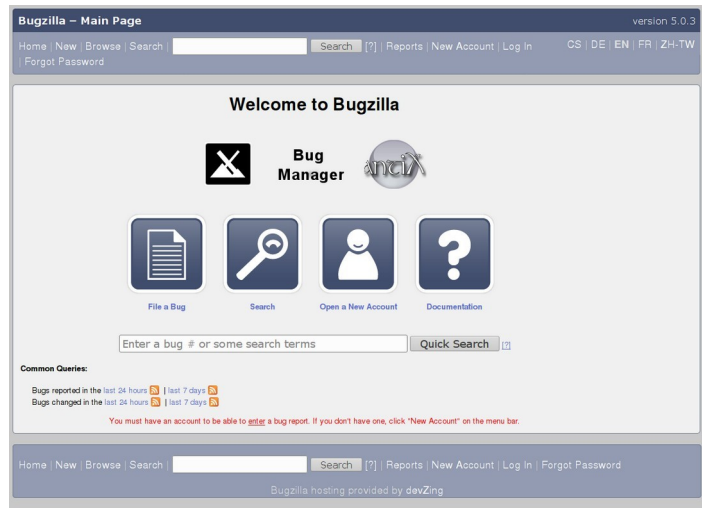 Bugzilla – Main Page
version 5.0.3
Home | New | Browse | Search | Search [?] | Reports | New Account | Log In
| Forgot Password
CS | DE | EN | FR | ZH-TW
Welcome to Bugzilla
Bug
Manager
antiX
File a Bug
Search
Open a New Account
Documentation
Enter a bug # or some search terms
Quick Search [?]
Common Queries:
Bugs reported in the last 24 hours | last 7 days
Bugs changed in the last 24 hours | last 7 days
You must have an account to be able to enter a bug report. If you don't have one, click "New Account" on the menu bar.
Home | New | Browse | Search | Search [?] | Reports | New Account | Log In | Forgot Password
Bugzilla hosting provided by devZing